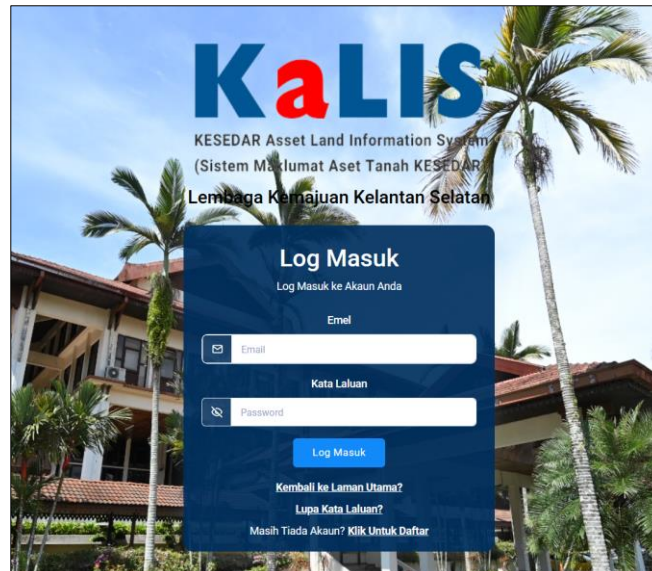 KaLIS
KESEDAR Asset Land Information System
(Sistem Maklumat Aset Tanah KESEDAR)
Lembaga Kemajuan Kelantan Selatan
Log Masuk
Log Masuk ke Akaun Anda
Emel
Email
Kata Laluan
Password
Log Masuk
Kembali ke Laman Utama?
Lupa Kata Laluan?
Masih Tiada Akaun? Klik Untuk Daftar